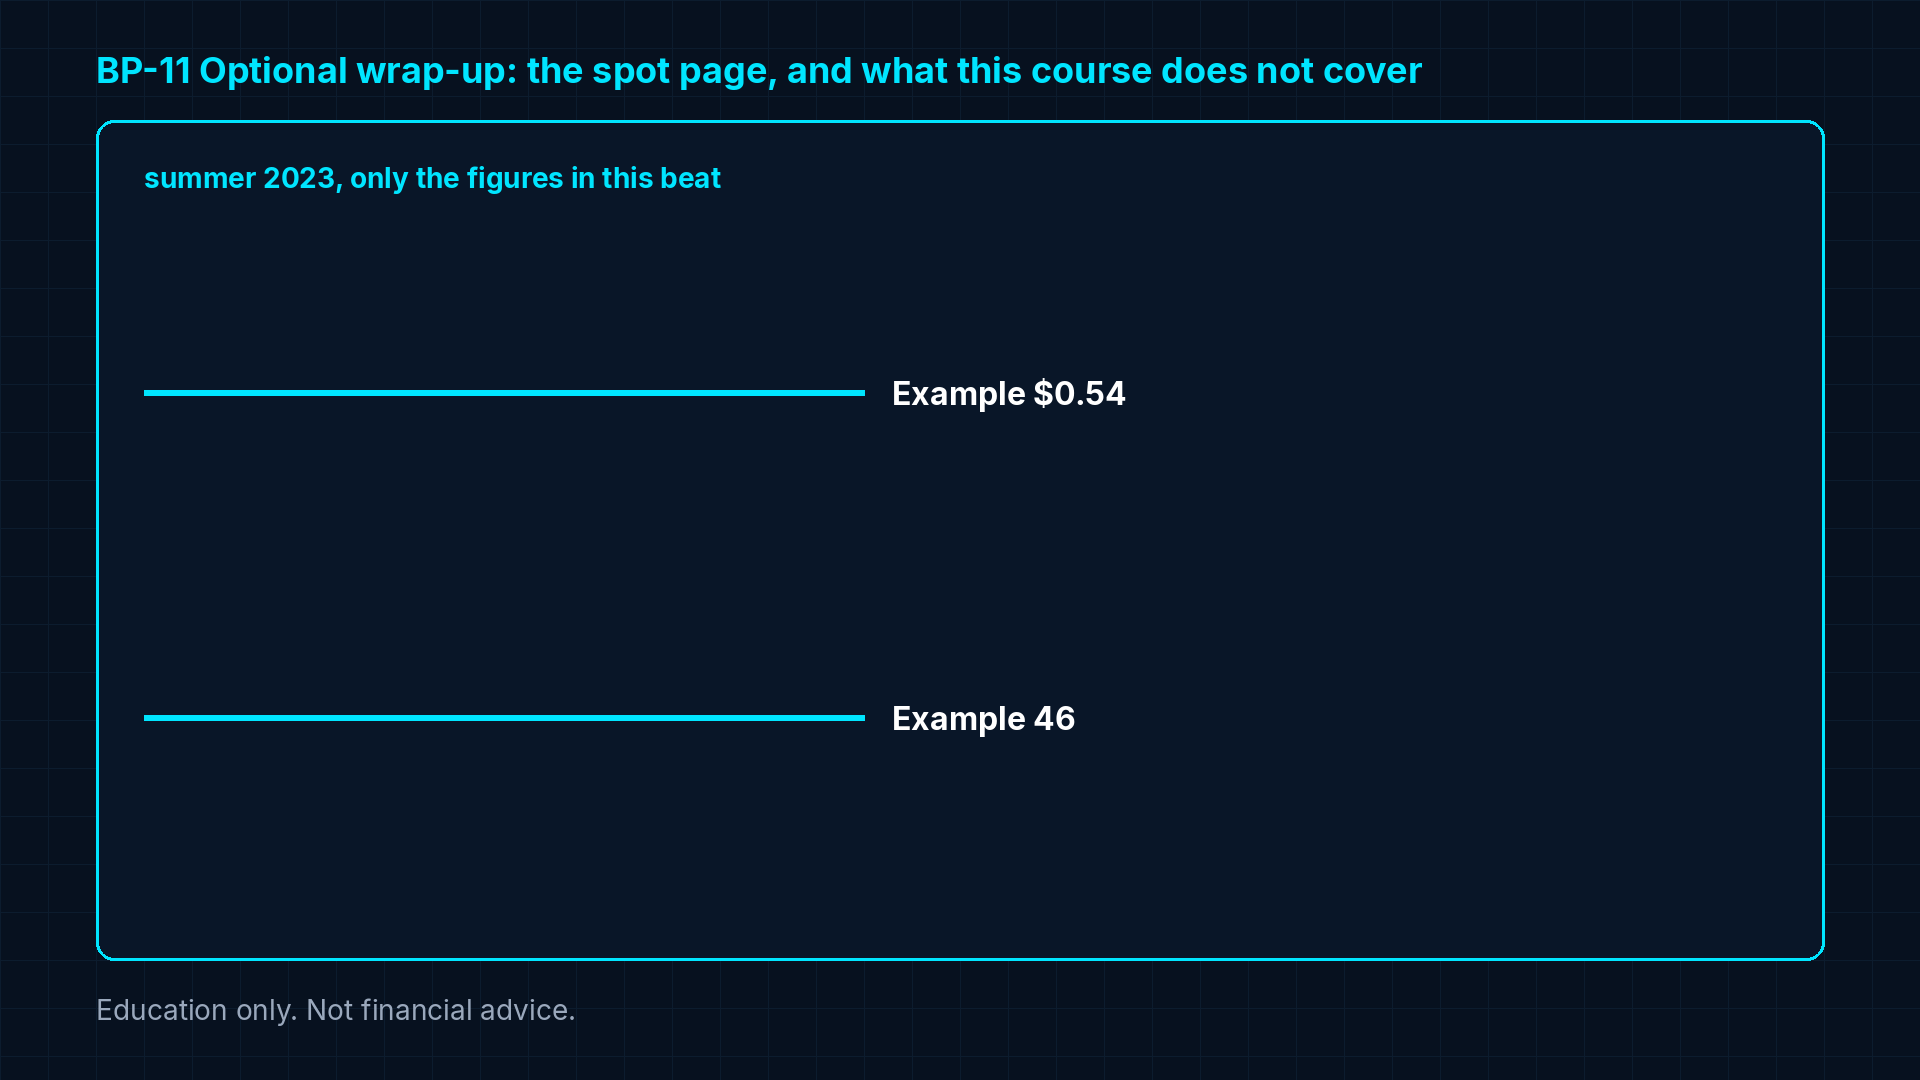 BP-11 Optional wrap-up: the spot page, and what this course does not cover
summer 2023, only the figures in this beat
Example $0.54
Example 46
Education only. Not financial advice.